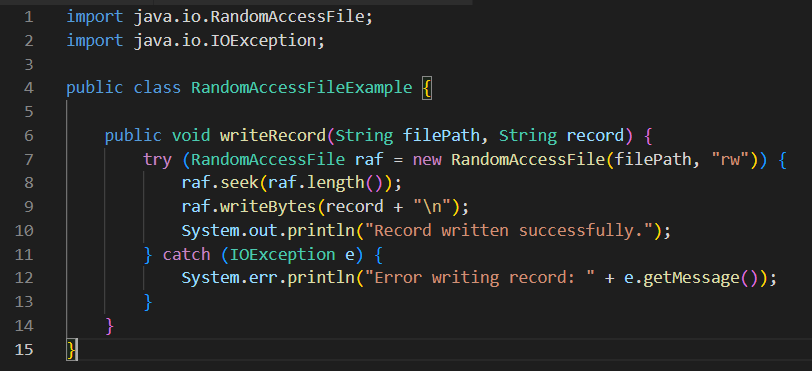 1 import java.io.RandomAccessFile;
2 import java.io.IOException;
3
4 public class RandomAccessFileExample {
5
6     public void writeRecord(String filePath, String record) {
7         try (RandomAccessFile raf = new RandomAccessFile(filePath, "rw")) {
8             raf.seek(raf.length());
9             raf.writeBytes(record + "\n");
10             System.out.println("Record written successfully.");
11         } catch (IOException e) {
12             System.err.println("Error writing record: " + e.getMessage());
13         }
14     }
15 }